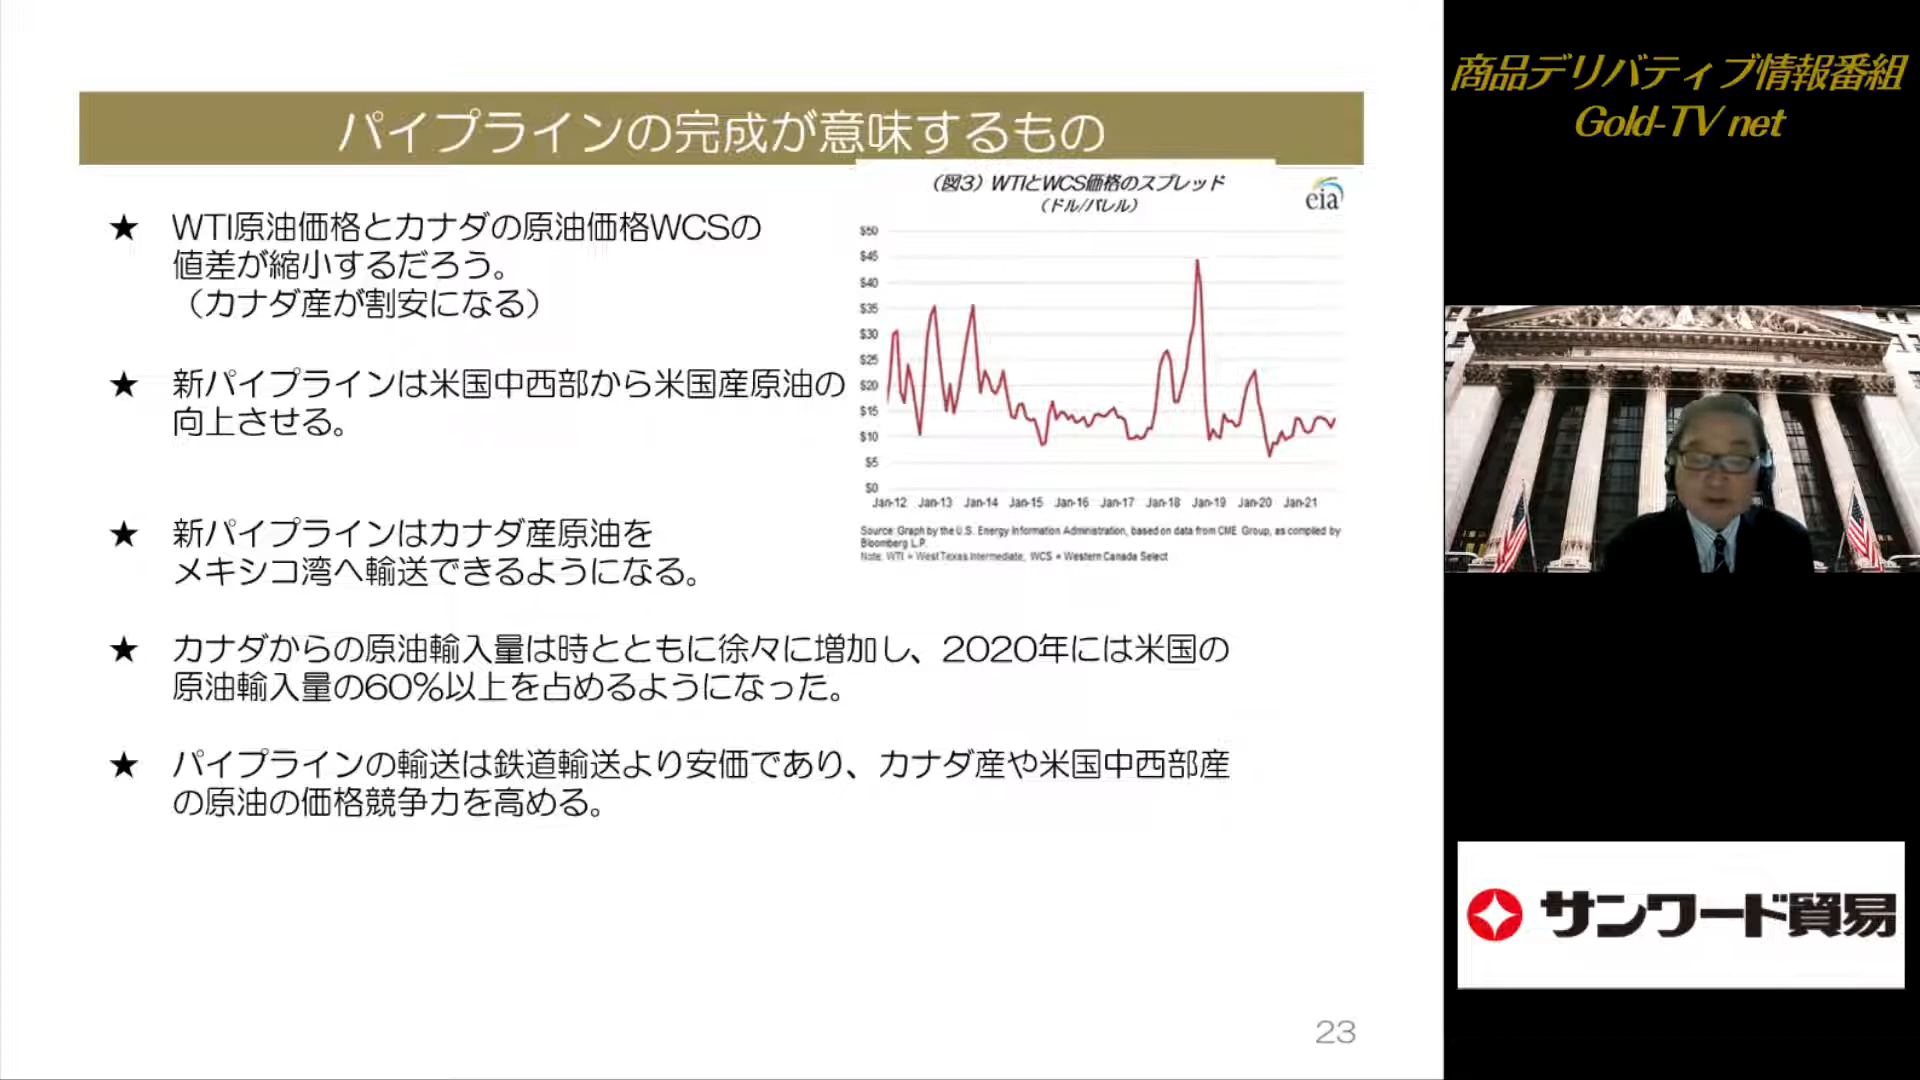 パイプラインの完成が意味するもの
★ WTI原油価格とカナダの原油価格WCSの
値差が縮小するだろう。
（カナダ産が割安になる）
★ 新パイプラインは米国中西部から米国産原油の
向上させる。
★ 新パイプラインはカナダ産原油を
メキシコ湾へ輸送できるようになる。
★ カナダからの原油輸入量は時とともに徐々に増加し、2020年には米国の
原油輸入量の60%以上を占めるようになった。
★ パイプラインの輸送は鉄道輸送より安価であり、カナダ産や米国中西部産
の原油の価格競争力を高める。
（図3）WTIとWCS価格のスプレッド
（ドル/バレル）
eia
$50
$45
$40
$35
$30
$25
$20
$15
$10
$5
$0
Jan-12 Jan-13 Jan-14 Jan-15 Jan-16 Jan-17 Jan-18 Jan-19 Jan-20 Jan-21
Source: Graph by the U.S. Energy Information Administration, based on data from CME Group, as compiled by
Bloomberg L.P.
Note: WTI = West Texas Intermediate; WCS = Western Canada Select
23
商品デリバティブ情報番組
Gold-TV net
サンワード貿易